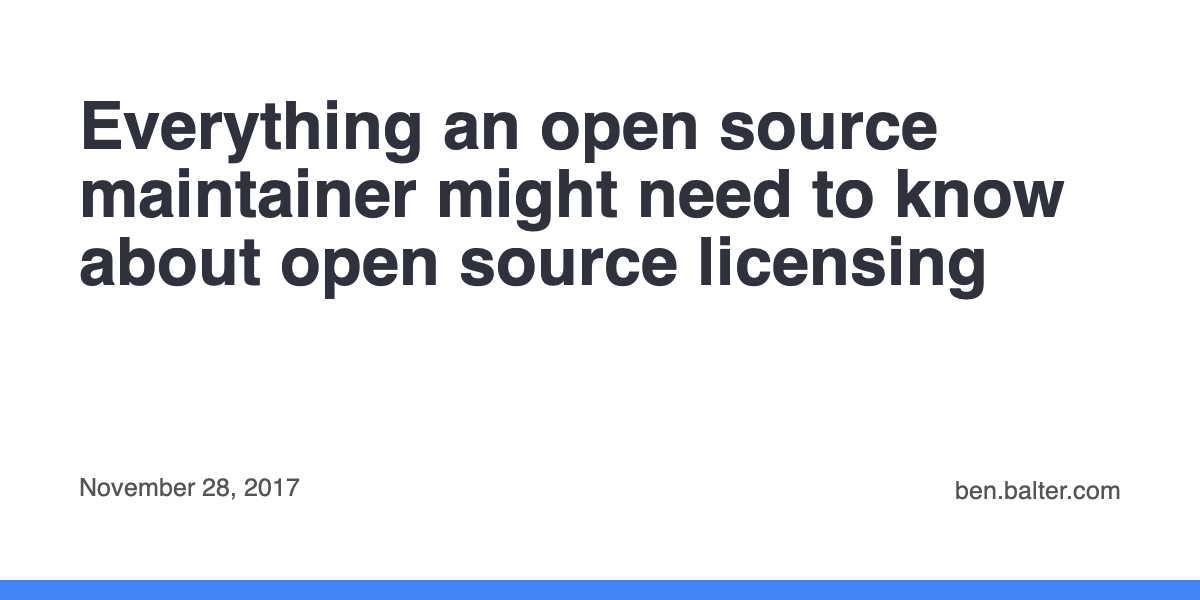 Everything an open source
maintainer might need to know
about open source licensing
November 28, 2017
ben.balter.com